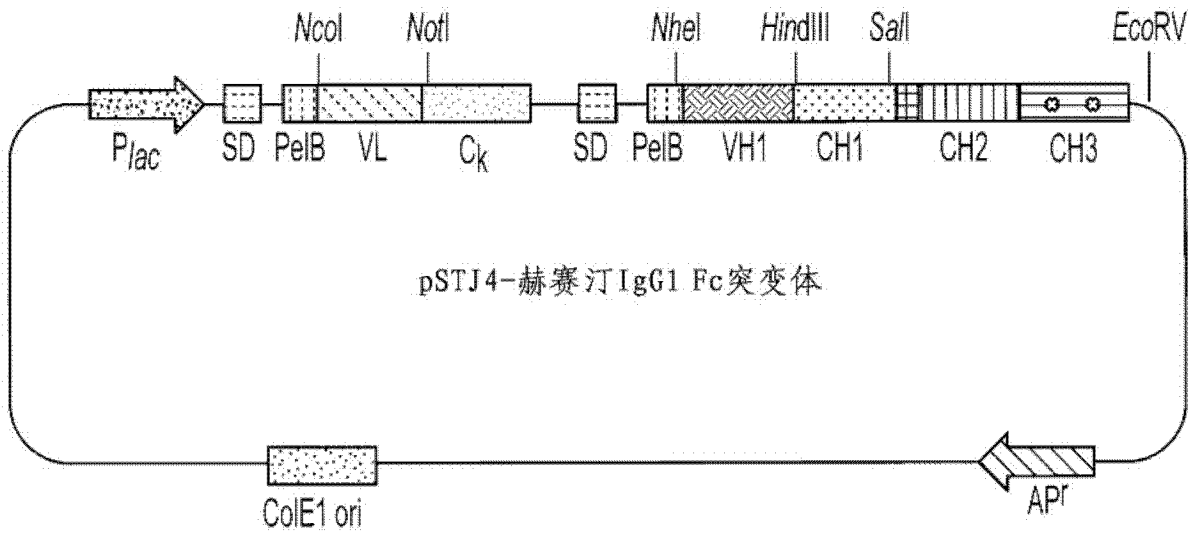 NcoI NotI NheI HindIII SalI EcoRV
Plac SD PelB VL Ck SD PelB VH1 CH1 CH2 CH3
pSTJ4-赫赛汀IgG1 Fc突变体
ColE1 ori APr